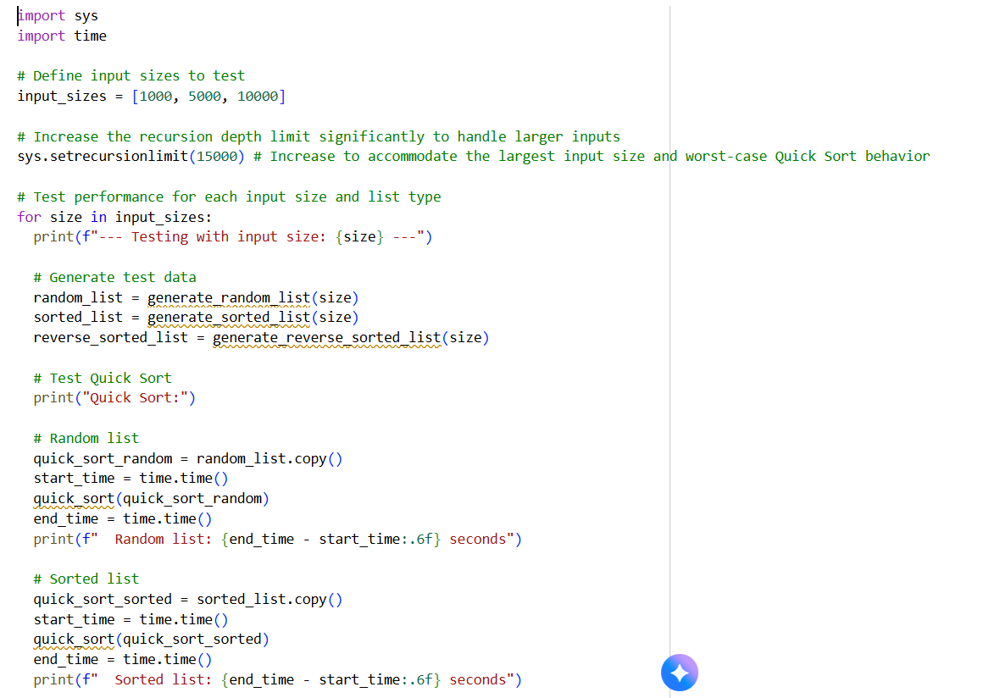 import sys
import time
# Define input sizes to test
input_sizes = [1000, 5000, 10000]
# Increase the recursion depth limit significantly to handle larger inputs
sys.setrecursionlimit(15000) # Increase to accommodate the largest input size and worst-case Quick Sort behavior
# Test performance for each input size and list type
for size in input_sizes:
  print(f"--- Testing with input size: {size} ---")
  # Generate test data
  random_list = generate_random_list(size)
  sorted_list = generate_sorted_list(size)
  reverse_sorted_list = generate_reverse_sorted_list(size)
  # Test Quick Sort
  print("Quick Sort:")
  # Random list
  quick_sort_random = random_list.copy()
  start_time = time.time()
  quick_sort(quick_sort_random)
  end_time = time.time()
  print(f"  Random list: {end_time - start_time:.6f} seconds")
  # Sorted list
  quick_sort_sorted = sorted_list.copy()
  start_time = time.time()
  quick_sort(quick_sort_sorted)
  end_time = time.time()
  print(f"  Sorted list: {end_time - start_time:.6f} seconds")